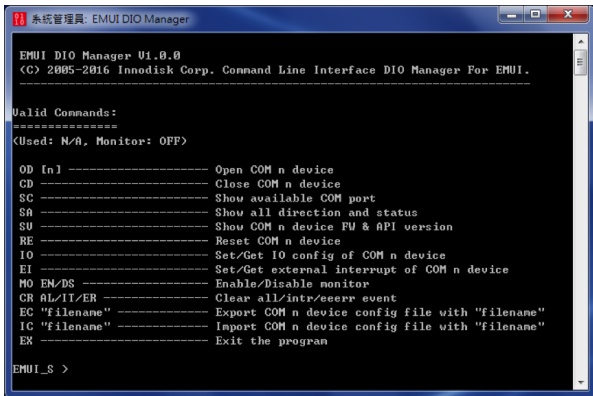 系統管理員: EMUI DIO Manager
EMUI DIO Manager V1.0.0
(C) 2005-2016 Innodisk Corp. Command Line Interface DIO Manager For EMUI.
--------------------------------------------------------------------------
Valid Commands:
===============
(Used: N/A, Monitor: OFF)
OD [n] -------------------- Open COM n device
CD ------------------------ Close COM n device
SC ------------------------ Show available COM port
SA ------------------------ Show all direction and status
SV ------------------------ Show COM n device FW & API version
RE ------------------------ Reset COM n device
IO ------------------------ Set/Get IO config of COM n device
EI ------------------------ Set/Get external interrupt of COM n device
MO EN/DS ------------------ Enable/Disable monitor
CR AL/IT/ER --------------- Clear all/intr/eeerr event
EC "filename" ------------- Export COM n device config file with "filename"
IC "filename" ------------- Import COM n device config file with "filename"
EX ------------------------ Exit the program
EMUI_S >